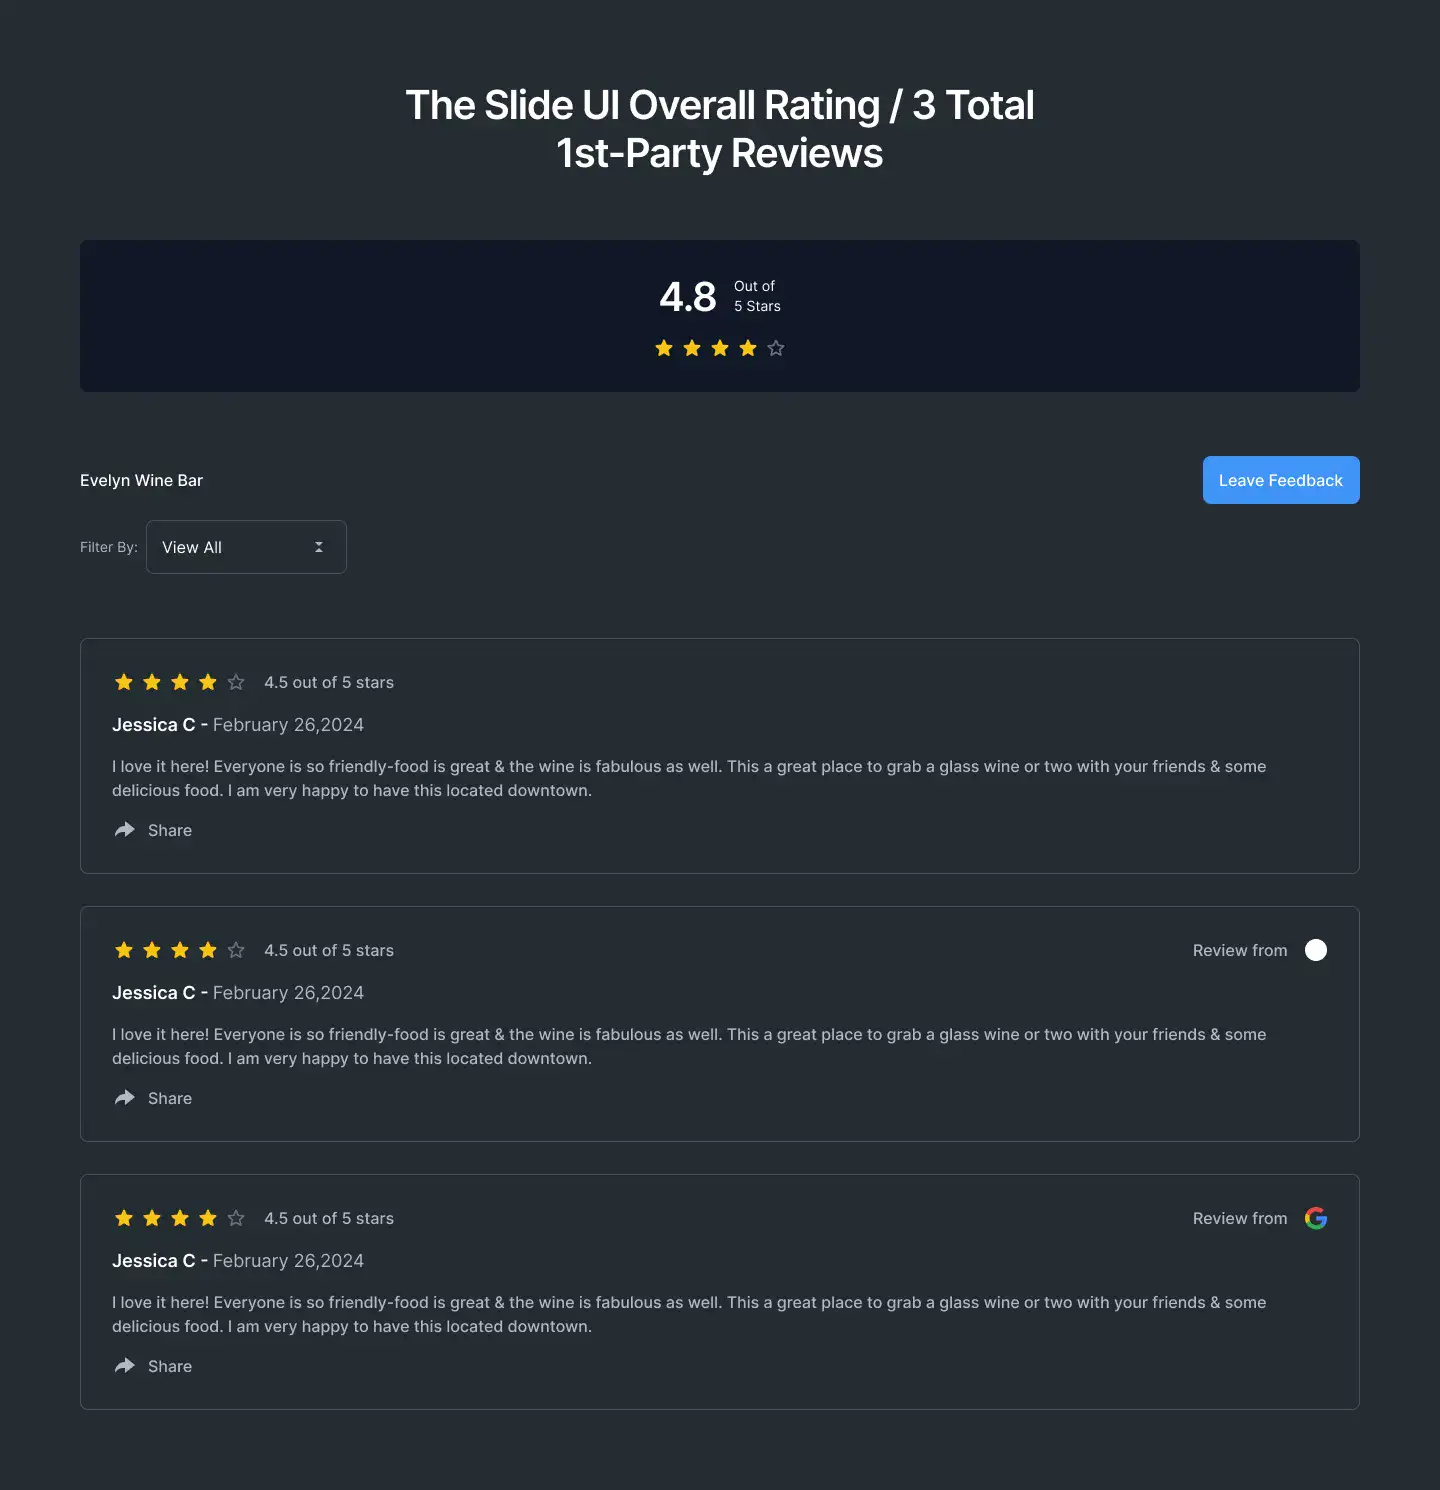 The Slide UI Overall Rating / 3 Total
1st-Party Reviews
4.8
Out of
5 Stars
Evelyn Wine Bar
Leave Feedback
Filter By:
View All
4.5 out of 5 stars
Jessica C - February 26,2024
I love it here! Everyone is so friendly-food is great & the wine is fabulous as well. This a great place to grab a glass wine or two with your friends & some
delicious food. I am very happy to have this located downtown.
Share
4.5 out of 5 stars
Review from
Jessica C - February 26,2024
I love it here! Everyone is so friendly-food is great & the wine is fabulous as well. This a great place to grab a glass wine or two with your friends & some
delicious food. I am very happy to have this located downtown.
Share
4.5 out of 5 stars
Review from
Jessica C - February 26,2024
I love it here! Everyone is so friendly-food is great & the wine is fabulous as well. This a great place to grab a glass wine or two with your friends & some
delicious food. I am very happy to have this located downtown.
Share